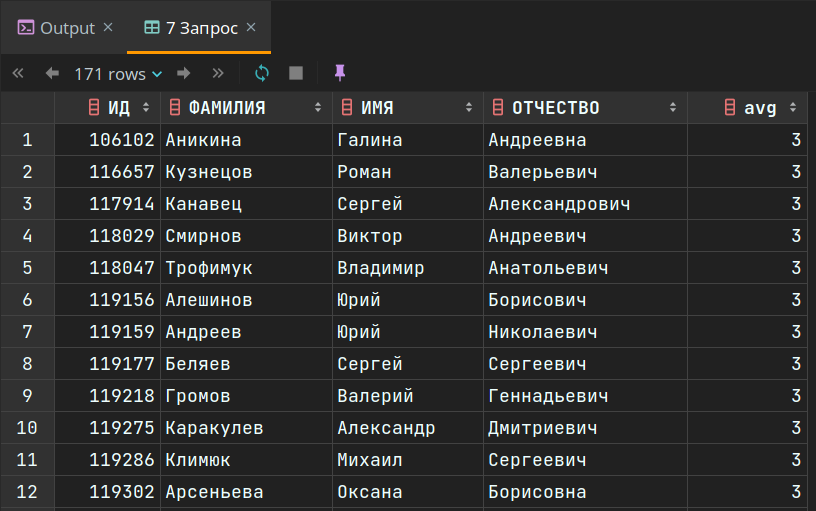 Output × 7 Запрос ×
171 rows
ИД ФАМИЛИЯ ИМЯ ОТЧЕСТВО avg
1 106102 Аникина Галина Андреевна 3
2 116657 Кузнецов Роман Валерьевич 3
3 117914 Канавец Сергей Александрович 3
4 118029 Смирнов Виктор Андреевич 3
5 118047 Трофимук Владимир Анатольевич 3
6 119156 Алешинов Юрий Борисович 3
7 119159 Андреев Юрий Николаевич 3
8 119177 Беляев Сергей Сергеевич 3
9 119218 Громов Валерий Геннадьевич 3
10 119275 Каракулев Александр Дмитриевич 3
11 119286 Климюк Михаил Сергеевич 3
12 119302 Арсеньева Оксана Борисовна 3